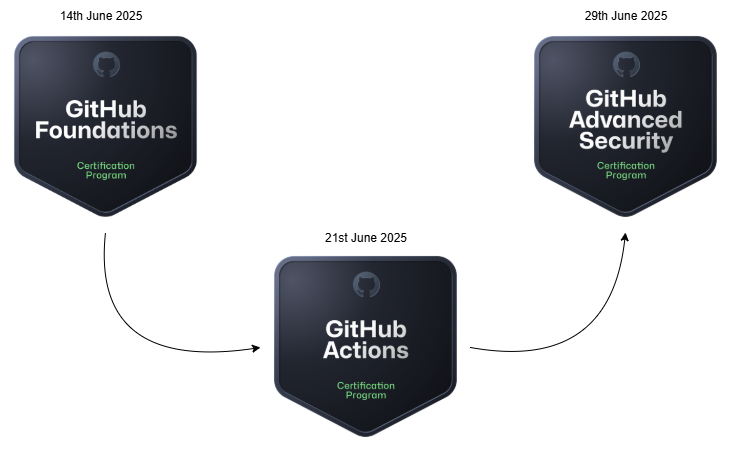 14th June 2025
GitHub
Foundations
Certification
Program
21st June 2025
GitHub
Actions
Certification
Program
29th June 2025
GitHub
Advanced
Security
Certification
Program